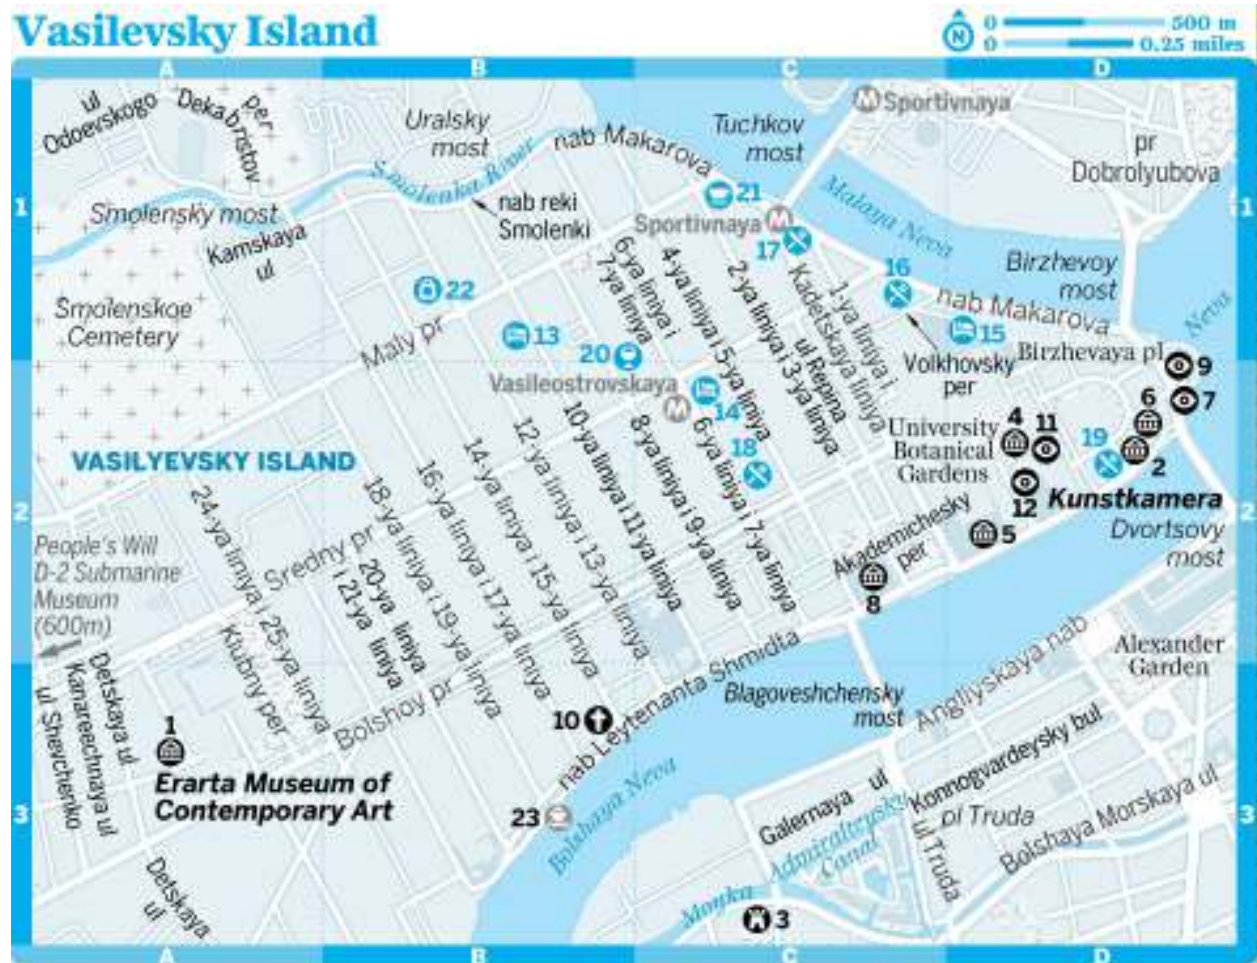 Vasilevsky Island
N
0 500 m
0 0.25 miles
A B C D
ul
Odoevskogo
per
Dekabristov
Uralsky
most
nab Makarova
Tuchkov
most
Sportivnaya
pr
Dobrolyubova
1
1
Smolenka River
Smolensky most
nab reki
Smolenki
21
Sportivnaya
17
Malaya Neva
Kamskaya
ul
22
Smolenskoe
Cemetery
Maly pr
13
20
6-ya liniya i
7-ya liniya
4-ya liniya i 5-ya liniya
2-ya liniya i 3-ya liniya
ul Repina
Kadetskaya liniya
1-ya liniya i
16
Birzhevoy
most
nab Makarova
15
Volkhovsky
per
Birzhevaya pl
Neva
9
7
6
Vasileostrovskaya
14
18
University
Botanical
Gardens
4
11
19
2
12
Kunstkamera
Dvortsovy
most
VASILYEVSKY ISLAND
2
2
24-ya liniya i 25-ya liniya
Sredny pr
20-ya liniya
i 21-ya liniya
18-ya liniya i 19-ya liniya
16-ya liniya i 17-ya liniya
14-ya liniya i 15-ya liniya
12-ya liniya i 13-ya liniya
10-ya liniya i 11-ya liniya
8-ya liniya i 9-ya liniya
6-ya liniya i 7-ya liniya
Akademichesky
per
5
8
People's Will
D-2 Submarine
Museum
(600m)
Klubny per
Detskaya ul
Kanareechnaya ul
ul Shevchenko
Bolshoy pr
10
nab Leytenanta Shmidta
Blagoveshchensky
most
Angliyskaya nab
Alexander
Garden
1
Erarta Museum of
Contemporary Art
3
3
23
Bolshaya Neva
Galernaya ul
Admiralteysky
Canal
Konnogvardeysky bul
pl Truda
ul Truda
Bolshaya Morskaya ul
Detskaya
ul
Moyka
3
A B C D